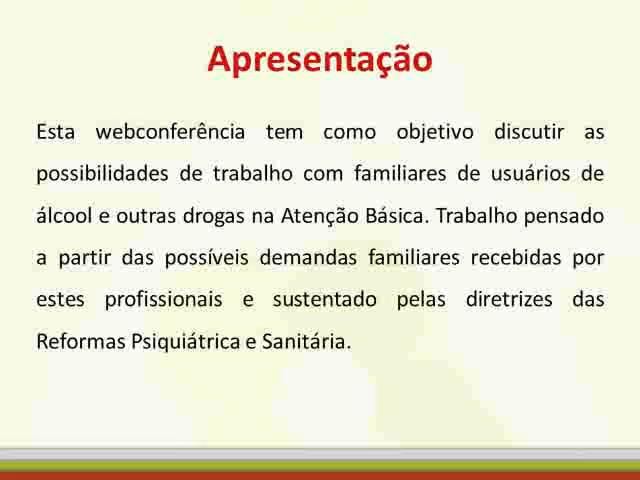 Apresentação
Esta webconferência tem como objetivo discutir as
possibilidades de trabalho com familiares de usuários de
álcool e outras drogas na Atenção Básica. Trabalho pensado
a partir das possíveis demandas familiares recebidas por
estes profissionais e sustentado pelas diretrizes das
Reformas Psiquiátrica e Sanitária.